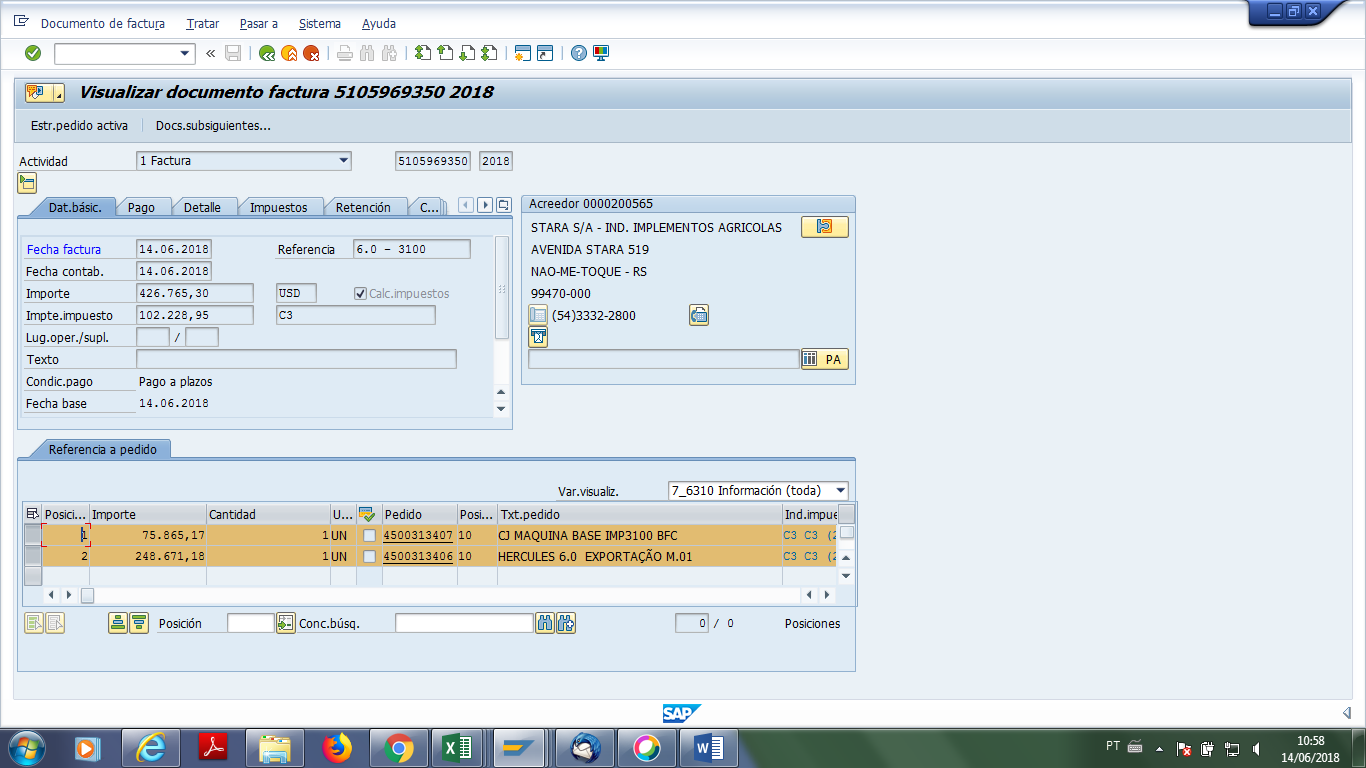 Documento de factura Tratar Pasar a Sistema Ayuda
Visualizar documento factura 5105969350 2018
Estr.pedido activa Docs.subsiguientes...
Actividad 1 Factura 5105969350 2018
Dat.básic. Pago Detalle Impuestos Retención C...
Fecha factura 14.06.2018 Referencia 6.0 - 3100
Fecha contab. 14.06.2018
Importe 426.765,30 USD Calc.impuestos
Impte.impuesto 102.228,95 C3
Lug.oper./supl. /
Texto
Condic.pago Pago a plazos
Fecha base 14.06.2018
Acreedor 0000200565
STARA S/A - IND. IMPLEMENTOS AGRICOLAS
AVENIDA STARA 519
NAO-ME-TOQUE - RS
99470-000
(54)3332-2800
PA
Referencia a pedido
Var.visualiz. 7_6310 Información (toda)
Posici... Importe Cantidad U... Pedido Posi... Txt.pedido Ind.impue
1 75.865,17 1 UN 4500313407 10 CJ MAQUINA BASE IMP3100 BFC C3 C3 (2
2 248.671,18 1 UN 4500313406 10 HERCULES 6.0 EXPORTAÇÃO M.01 C3 C3 (2
Posición Conc.búsq. 0 / 0 Posiciones
SAP
PT 10:58
14/06/2018